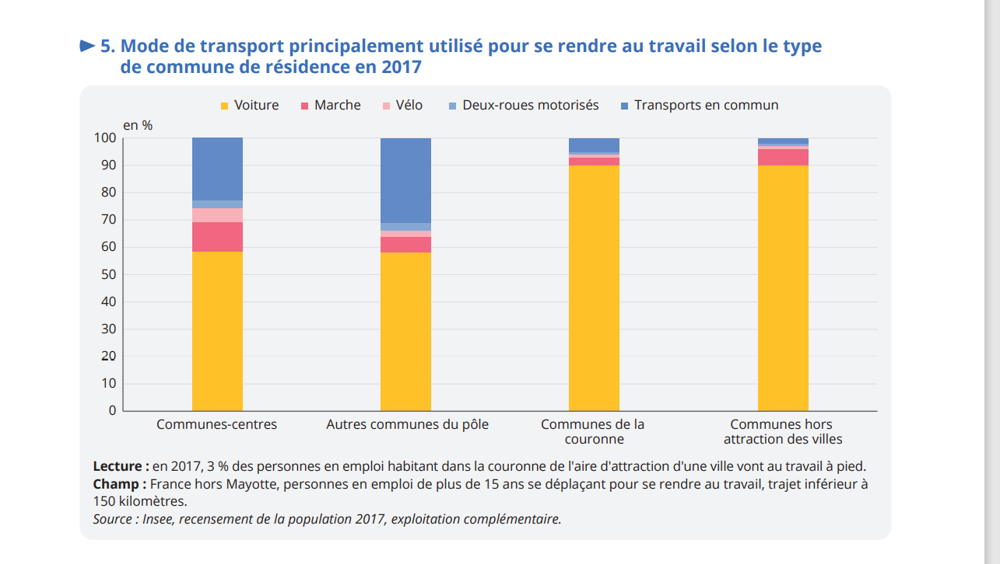 ► 5. Mode de transport principalement utilisé pour se rendre au travail selon le type
de commune de résidence en 2017
Voiture Marche Vélo Deux-roues motorisés Transports en commun
en %
100
90
80
70
60
50
40
30
20
10
0
Communes-centres Autres communes du pôle Communes de la Communes hors
couronne attraction des villes
Lecture : en 2017, 3 % des personnes en emploi habitant dans la couronne de l'aire d'attraction d'une ville vont au travail à pied.
Champ : France hors Mayotte, personnes en emploi de plus de 15 ans se déplaçant pour se rendre au travail, trajet inférieur à
150 kilomètres.
Source : Insee, recensement de la population 2017, exploitation complémentaire.